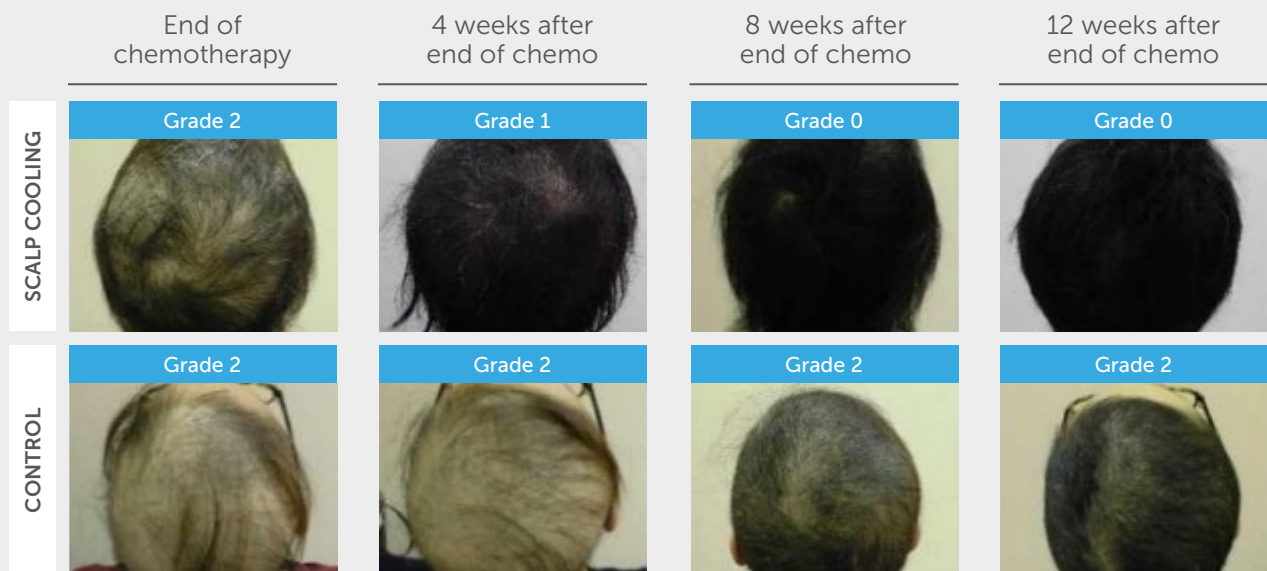 End of
chemotherapy
4 weeks after
end of chemo
8 weeks after
end of chemo
12 weeks after
end of chemo
SCALP COOLING
Grade 2
Grade 1
Grade 0
Grade 0
CONTROL
Grade 2
Grade 2
Grade 2
Grade 2